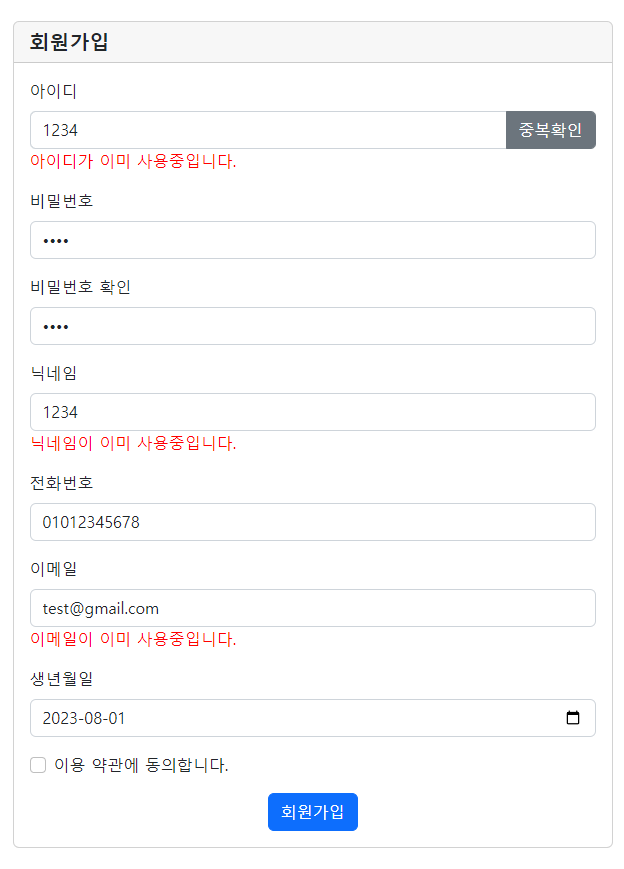 회원가입
아이디
1234 중복확인
아이디가 이미 사용중입니다.
비밀번호
••••
비밀번호 확인
••••
닉네임
1234
닉네임이 이미 사용중입니다.
전화번호
01012345678
이메일
test@gmail.com
이메일이 이미 사용중입니다.
생년월일
2023-08-01
이용 약관에 동의합니다.
회원가입